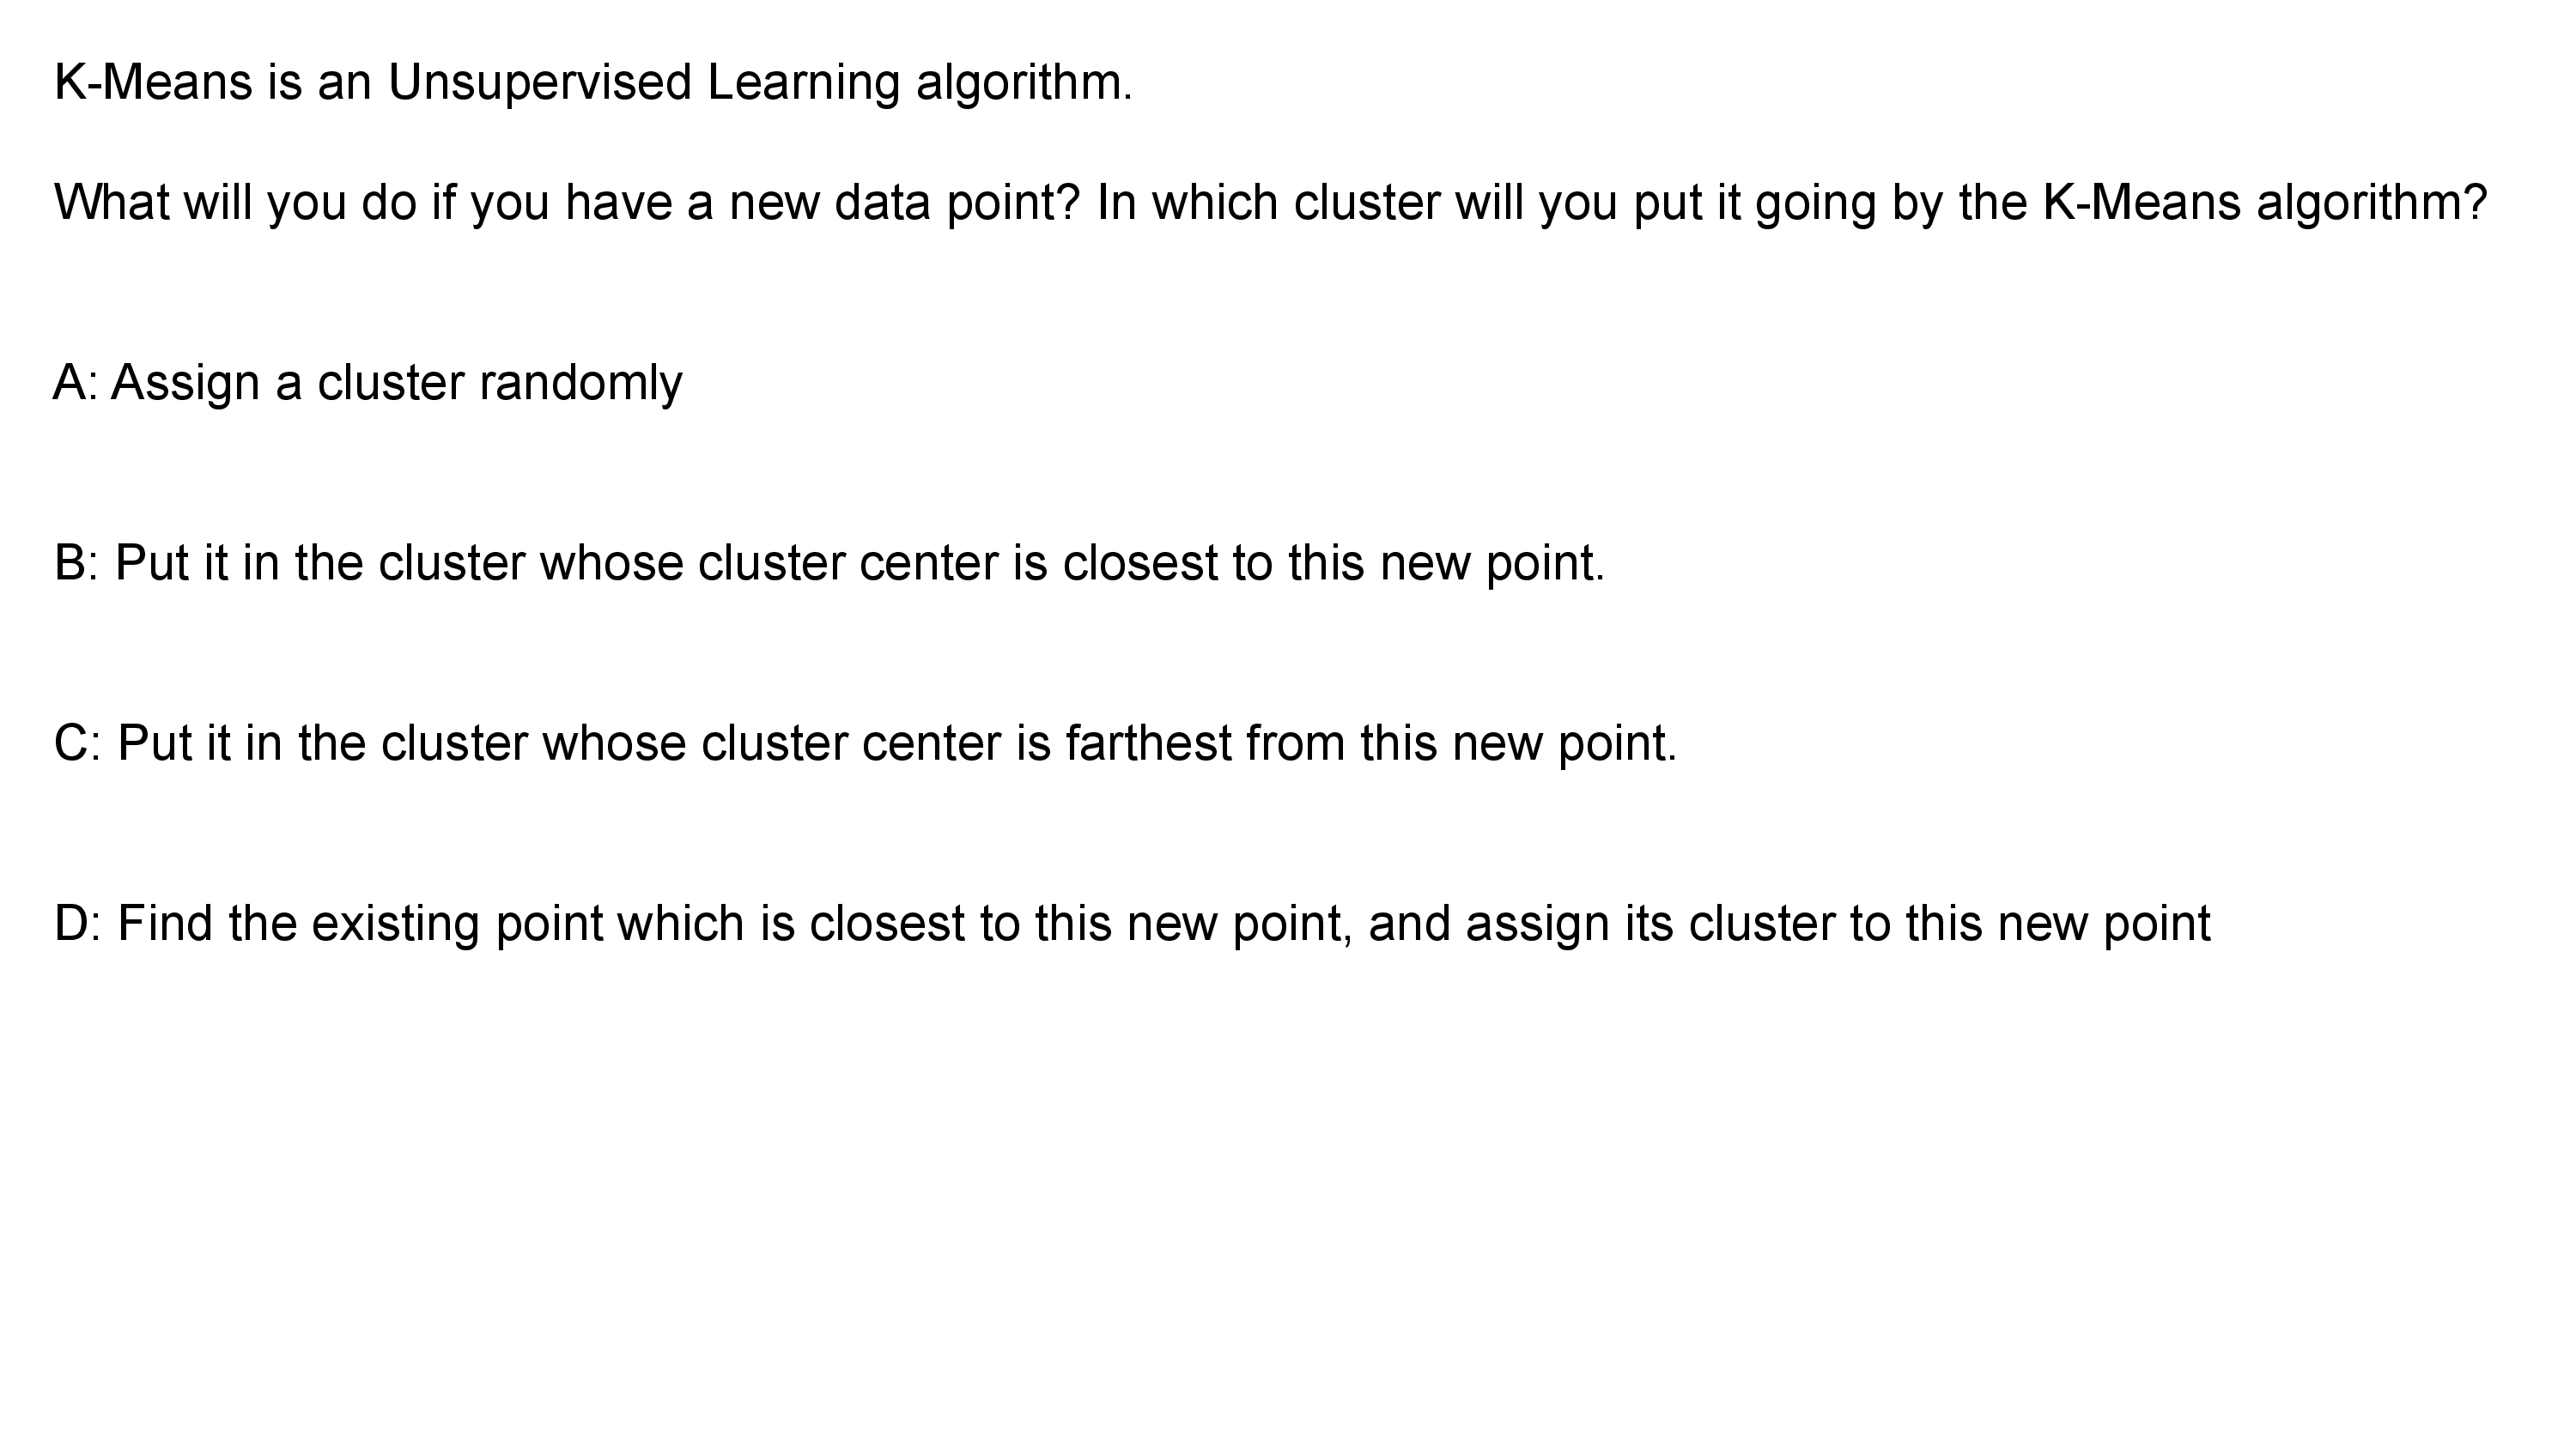 K-Means is an Unsupervised Learning algorithm.
What will you do if you have a new data point? In which cluster will you put it going by the K-Means algorithm?
A: Assign a cluster randomly
B: Put it in the cluster whose cluster center is closest to this new point.
C: Put it in the cluster whose cluster center is farthest from this new point.
D: Find the existing point which is closest to this new point, and assign its cluster to this new point